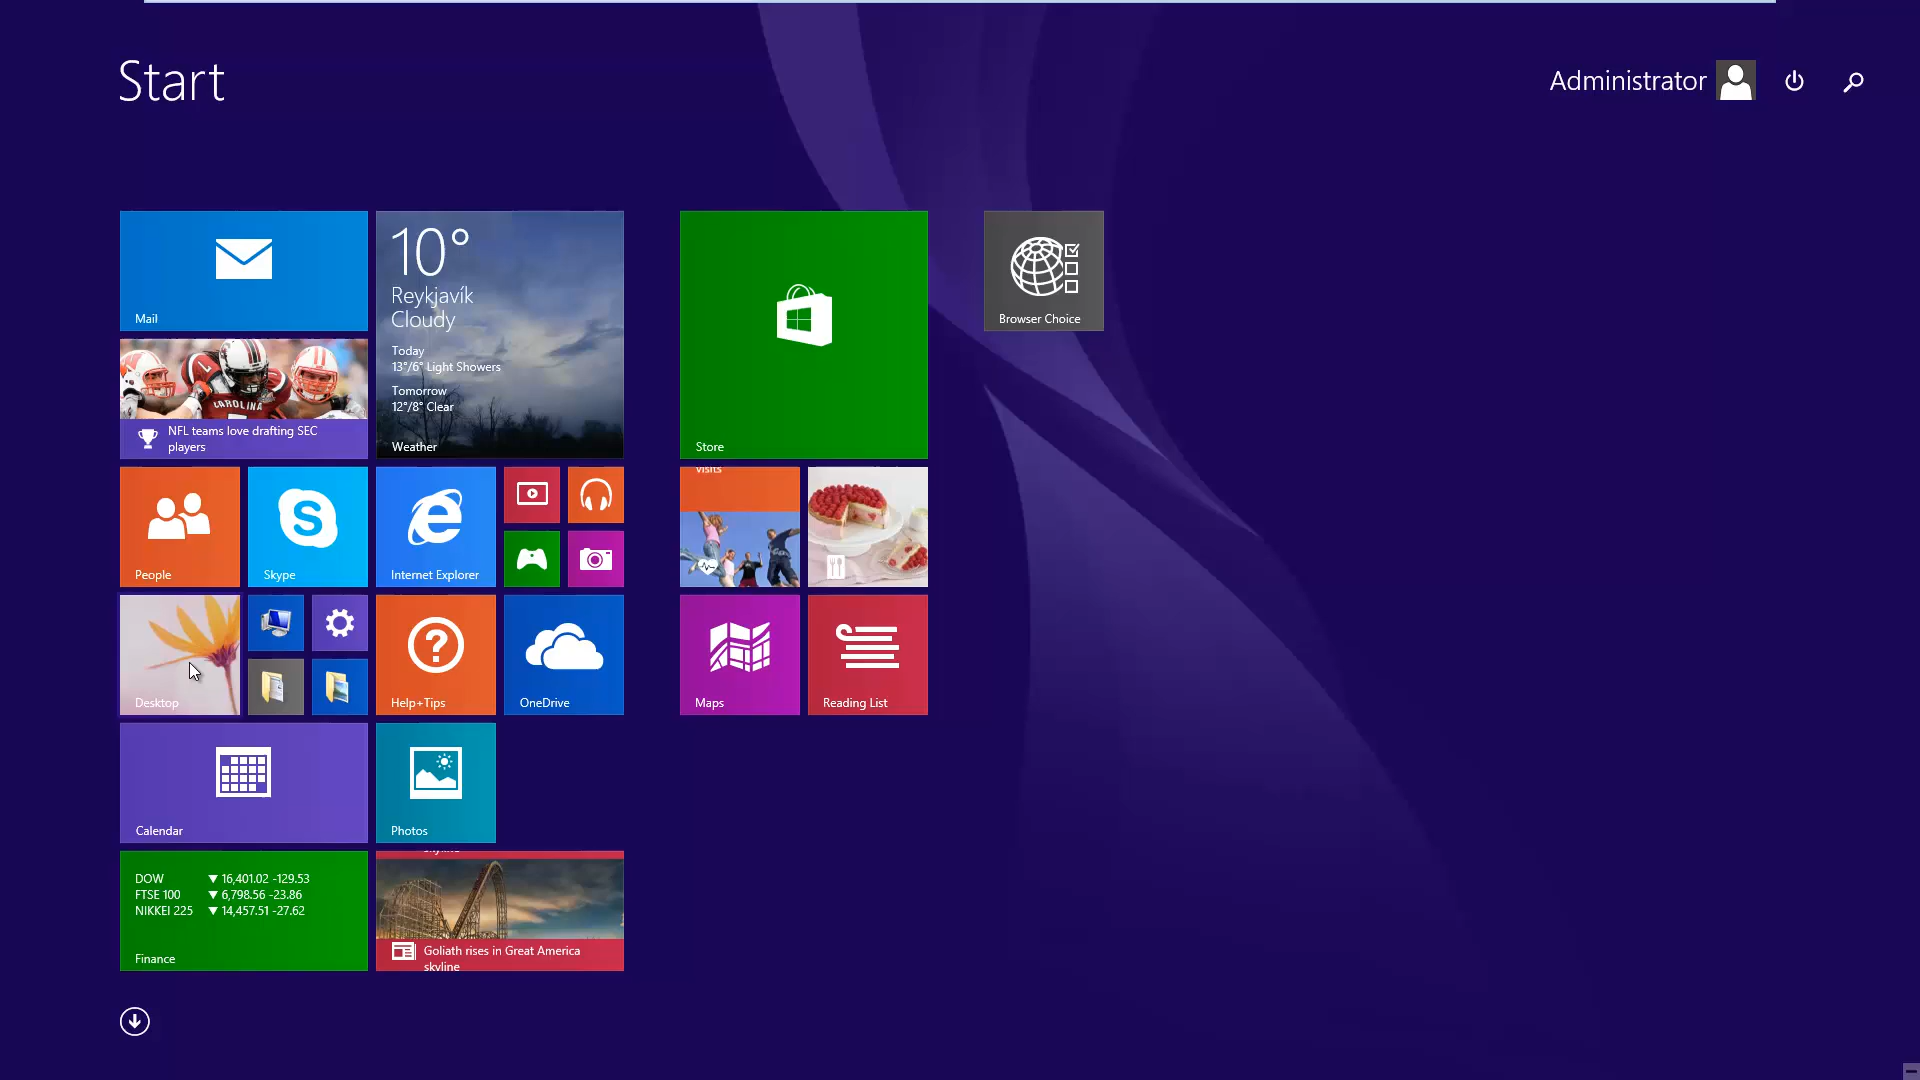 Start
Administrator
Mail
10°
Reykjavík
Cloudy
Today
13°/6° Light Showers
Tomorrow
12°/8° Clear
Weather
Store
Browser Choice
CAROLINA
NFL teams love drafting SEC
players
visits
People
Skype
Internet Explorer
Desktop
Help+Tips
OneDrive
Maps
Reading List
Calendar
Photos
DOW ▼ 16,401.02 -129.53
FTSE 100 ▼ 6,798.56 -23.86
NIKKEI 225 ▼ 14,457.51 -27.62
Finance
skyline
Goliath rises in Great America
skyline